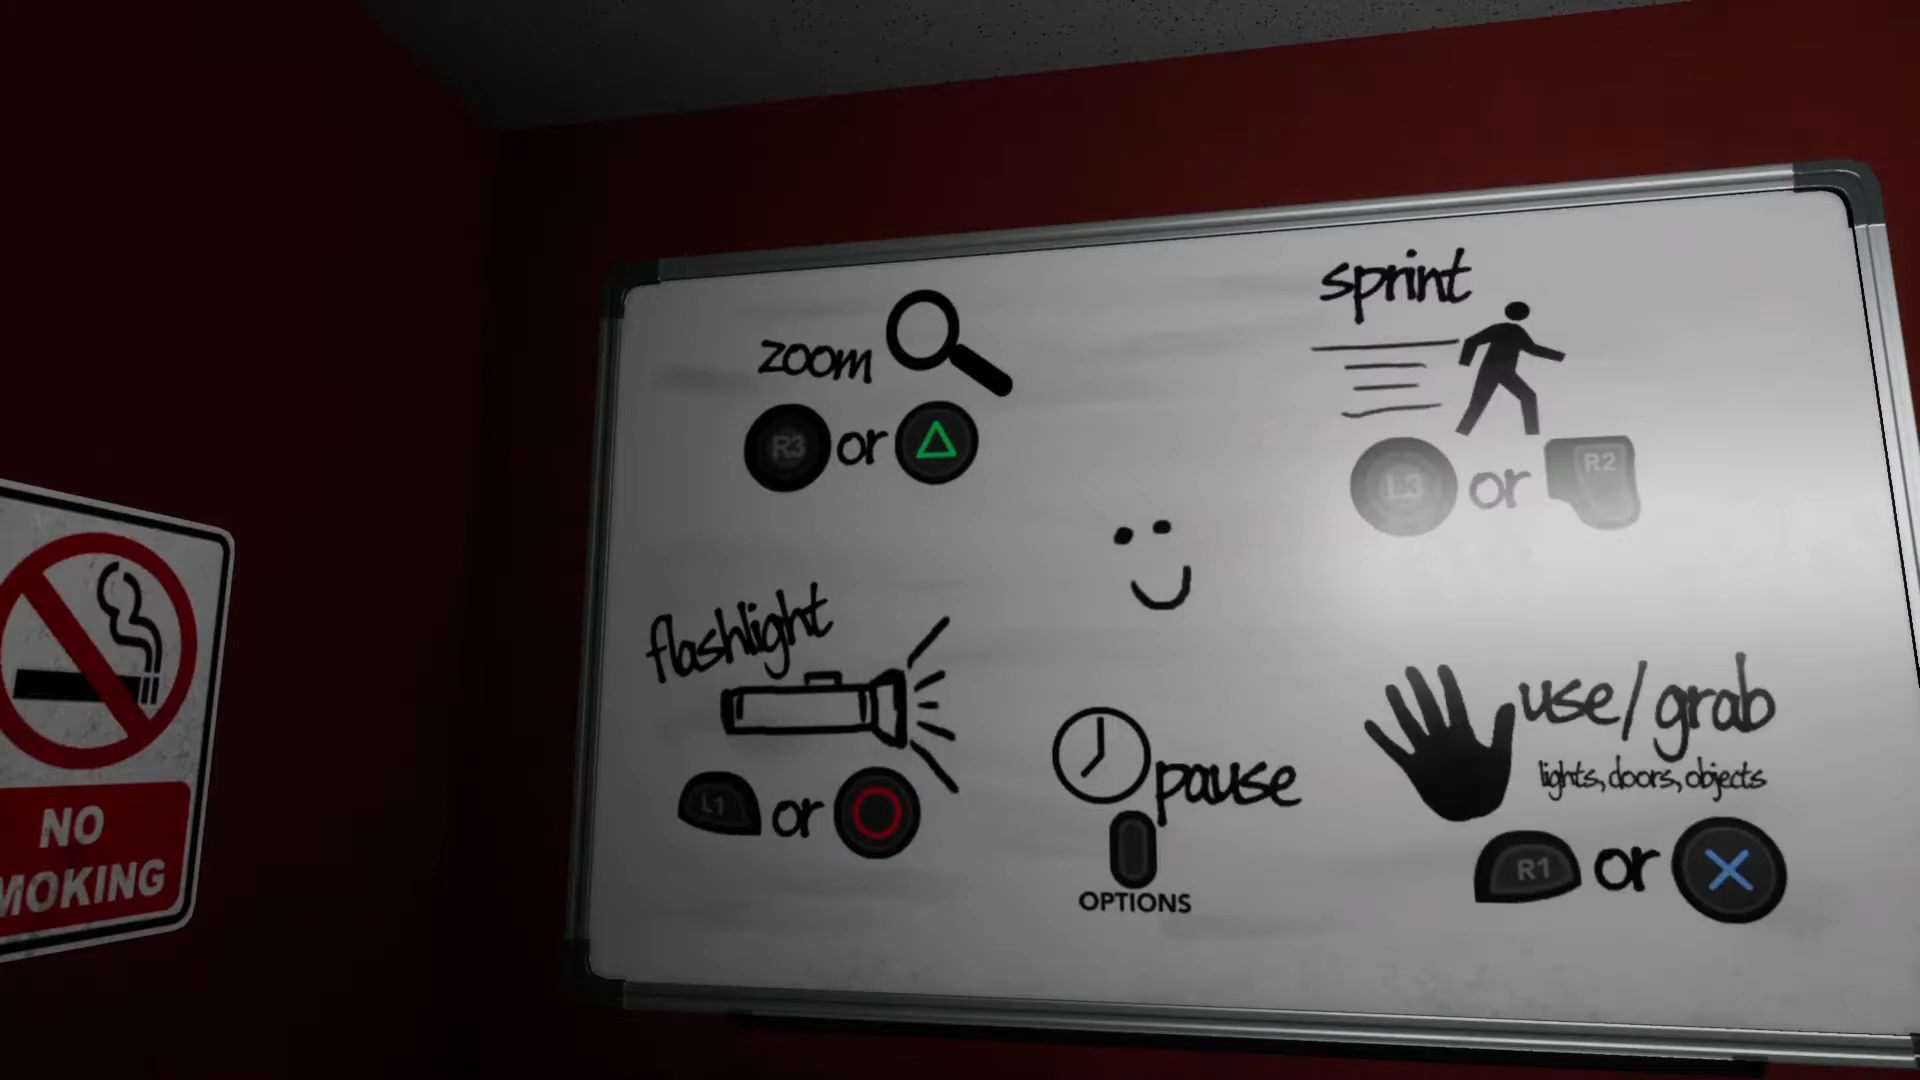 sprint
zoom
R3 or
L3 or R2
flashlight
L1 or
pause
OPTIONS
use/grab
lights, doors, objects
R1 or
NO
MOKING